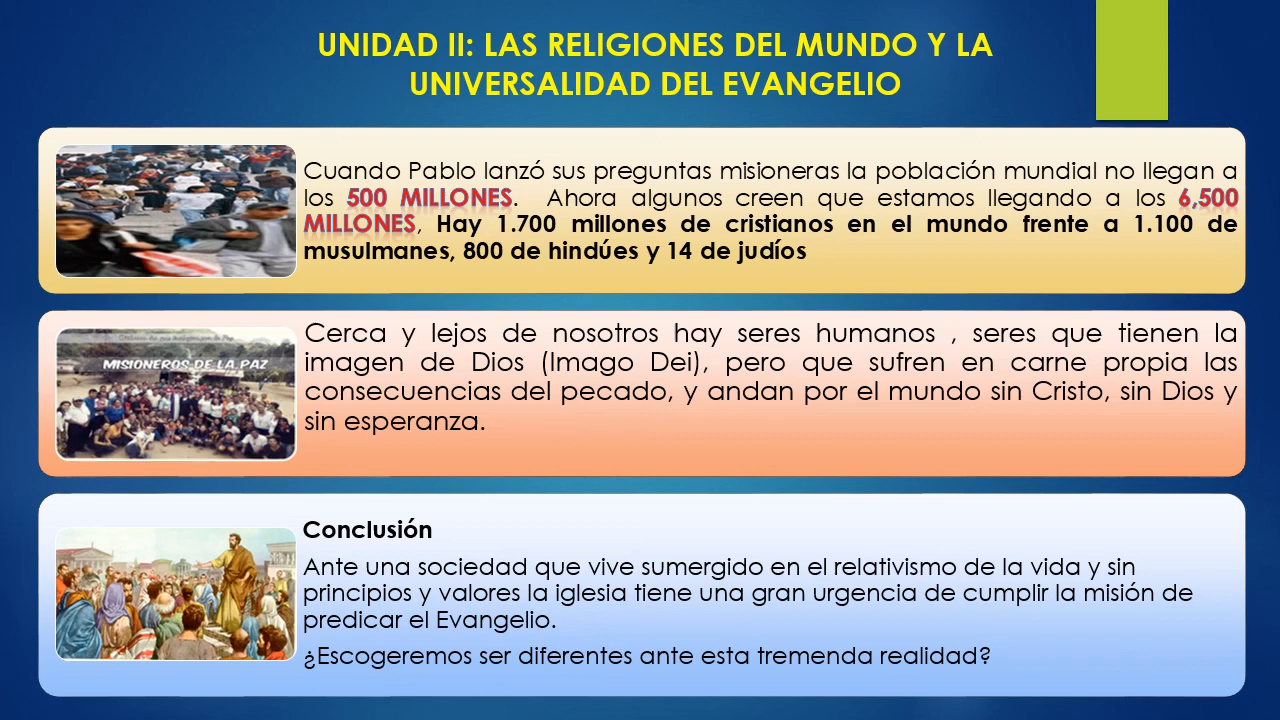 UNIDAD II: LAS RELIGIONES DEL MUNDO Y LA
UNIVERSALIDAD DEL EVANGELIO
Cuando Pablo lanzó sus preguntas misioneras la población mundial no llegan a
los 500 MILLONES. Ahora algunos creen que estamos llegando a los 6,500
MILLONES, Hay 1.700 millones de cristianos en el mundo frente a 1.100 de
musulmanes, 800 de hindúes y 14 de judíos
MISIONEROS DE LA PAZ
Cerca y lejos de nosotros hay seres humanos , seres que tienen la
imagen de Dios (Imago Dei), pero que sufren en carne propia las
consecuencias del pecado, y andan por el mundo sin Cristo, sin Dios y
sin esperanza.
Conclusión
Ante una sociedad que vive sumergido en el relativismo de la vida y sin
principios y valores la iglesia tiene una gran urgencia de cumplir la misión de
predicar el Evangelio.
¿Escogeremos ser diferentes ante esta tremenda realidad?